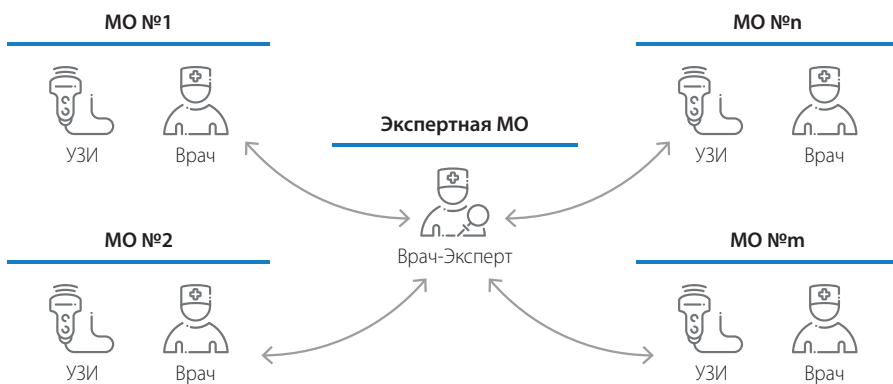 МО №1
МО №n
УЗИ Врач
Экспертная МО
УЗИ Врач
Врач-Эксперт
МО №2
МО №m
УЗИ Врач
УЗИ Врач